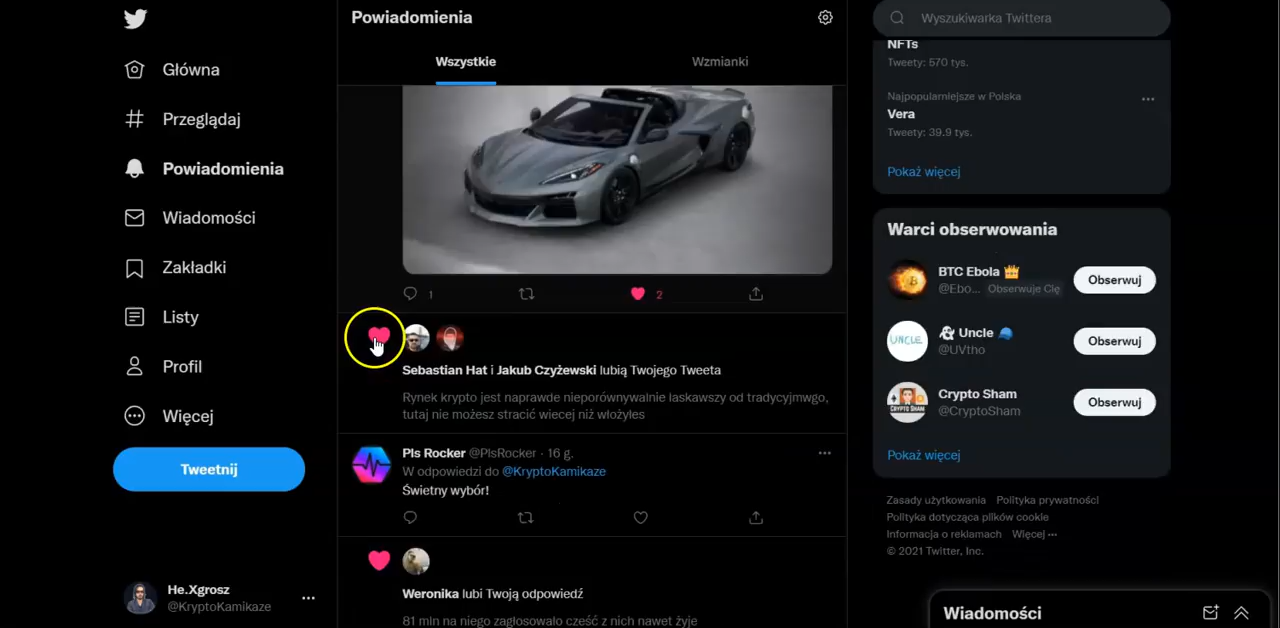 Główna
Przeglądaj
Powiadomienia
Wiadomości
Zakładki
Listy
Profil
Więcej
Tweetnij
He.Xgrosz
@KryptoKamikaze
Powiadomienia
Wszystkie
Wzmianki
1
2
Sebastian Hat i Jakub Czyżewski lubią Twojego Tweeta
Rynek krypto jest naprawde nieporównywalnie laskawszy od tradycyjmwgo,
tutaj nie możesz stracić wiecej niż włożyłes
Pls Rocker @PlsRocker · 16 g.
W odpowiedzi do @KryptoKamikaze
Świetny wybór!
Weronika lubi Twoją odpowiedź
81 mln na niego zagłosowało cześć z nich nawet żyje
Wyszukiwarka Twittera
NFTs
Tweety: 570 tys.
Najpopularniejsze w Polska
Vera
Tweety: 39.9 tys.
Pokaż więcej
Warci obserwowania
BTC Ebola
@Ebo... Obserwuje Cię
Obserwuj
UNCLE
Uncle
@UVtho
Obserwuj
Crypto Sham
@CryptoSham
Obserwuj
Pokaż więcej
Zasady użytkowania Polityka prywatności
Polityka dotycząca plików cookie
Informacja o reklamach Więcej ···
© 2021 Twitter, Inc.
Wiadomości